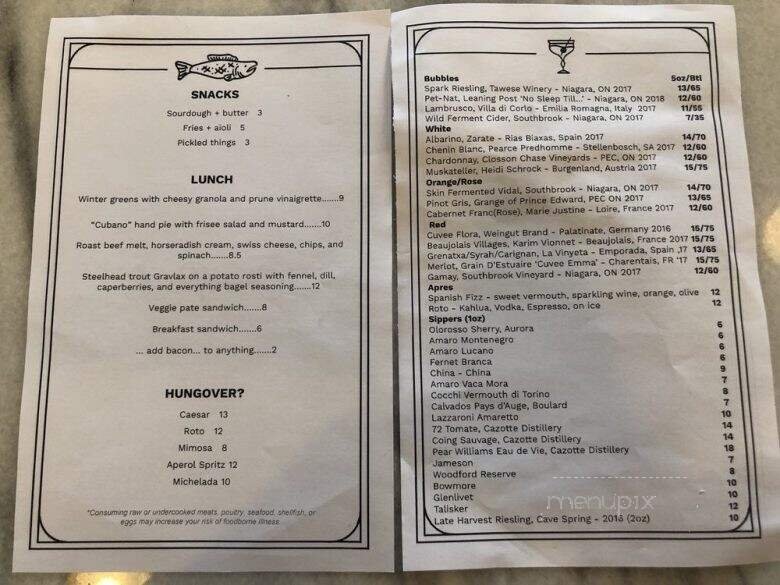 SNACKS
Sourdough + butter 3
Fries + aioli 5
Pickled things 3
LUNCH
Winter greens with cheesy granola and prune vinaigrette.......9
"Cubano" hand pie with frisee salad and mustard......10
Roast beef melt, horseradish cream, swiss cheese, chips, and
spinach.......8.5
Steelhead trout Gravlax on a potato rosti with fennel, dill,
caperberries, and everything bagel seasoning.......12
Veggie pate sandwich.......8
Breakfast sandwich.......6
... add bacon... to anything......2
HUNGOVER?
Caesar 13
Roto 12
Mimosa 8
Aperol Spritz 12
Michelada 10
*Consuming raw or undercooked meats, poultry, seafood, shellfish, or
eggs may increase your risk of foodborne illness.
Bubbles 5oz/Btl
Spark Riesling, Tawese Winery - Niagara, ON 2017 13/65
Pet-Nat, Leaning Post 'No Sleep Till...' - Niagara, ON 2018 12/60
Lambrusco, Villa di Corlo - Emilia Romagna, Italy 2017 11/55
Wild Ferment Cider, Southbrook - Niagara, ON 2017 7/35
White
Albarino, Zarate - Rias Biaxas, Spain 2017 14/70
Chenin Blanc, Pearce Predhomme - Stellenbosch, SA 2017 12/60
Chardonnay, Closson Chase Vineyards - PEC, ON 2017 12/60
Muskateller, Heidi Schrock - Burgenland, Austria 2017 15/75
Orange/Rose
Skin Fermented Vidal, Southbrook - Niagara, ON 2017 14/70
Pinot Gris, Grange of Prince Edward, PEC ON 2017 13/65
Cabernet Franc(Rose), Marie Justine - Loire, France 2017 12/60
Red
Cuvee Flora, Weingut Brand - Palatinate, Germany 2016 15/75
Beaujolais Villages, Karim Vionnet - Beaujolais, France 2017 15/75
Grenatxa/Syrah/Carignan, La Vinyeta - Emporada, Spain ,17 13/65
Merlot, Grain D'Estuaire 'Cuvee Emma' - Charentais, FR '17 15/75
Gamay, Southbrook Vineyard - Niagara, ON 2017 12/60
Apres
Spanish Fizz - sweet vermouth, sparkling wine, orange, olive 12
Roto - Kahlua, Vodka, Espresso, on ice 12
Sippers (1oz)
Olorosso Sherry, Aurora 6
Amaro Montenegro 6
Amaro Lucano 6
Fernet Branca 6
China - China 9
Amaro Vaca Mora 7
Cocchi Vermouth di Torino 8
Calvados Pays d'Auge, Boulard 7
Lazzaroni Amaretto 10
72 Tomate, Cazotte Distillery 14
Coing Sauvage, Cazotte Distillery 14
Pear Williams Eau de Vie, Cazotte Distillery 18
Jameson 7
Woodford Reserve 8
Bowmore 10
Glenlivet 10
Talisker 12
Late Harvest Riesling, Cave Spring - 2018 (2oz) 10
menupix